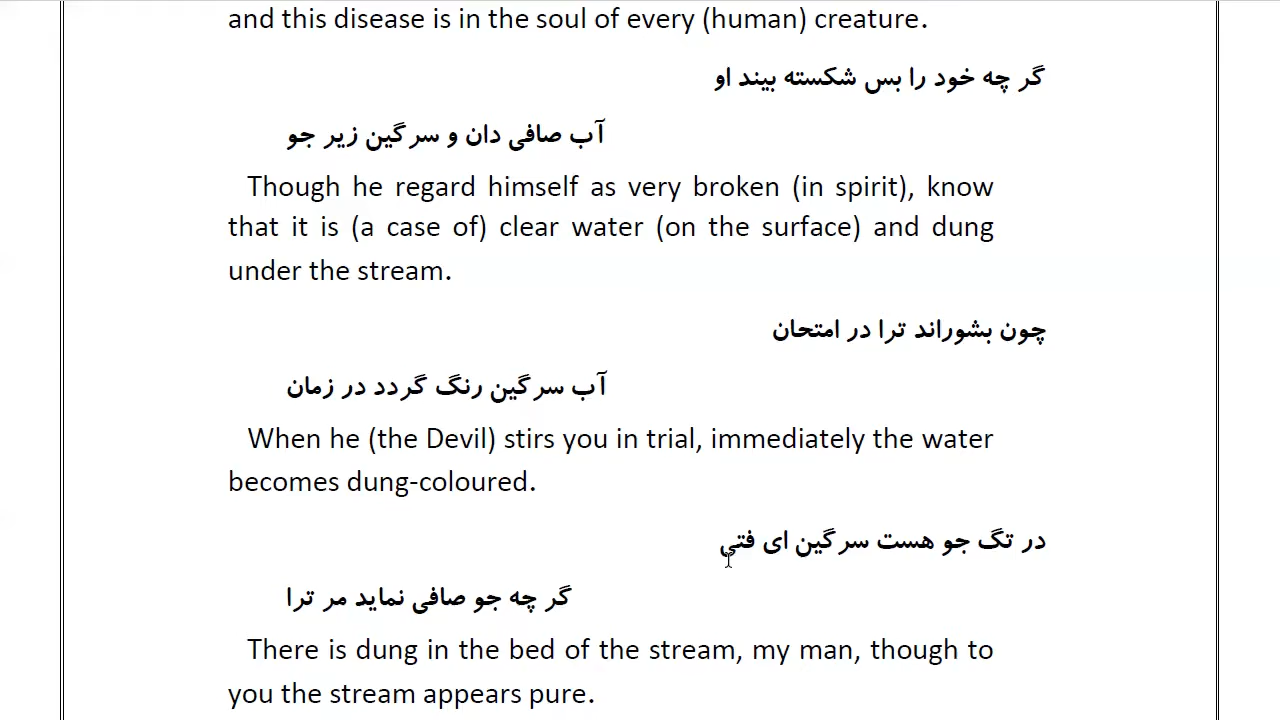 and this disease is in the soul of every (human) creature.
گر چه خود را بس شکسته بیند او
آب صافی دان و سرگین زیر جو
Though he regard himself as very broken (in spirit), know
that it is (a case of) clear water (on the surface) and dung
under the stream.
چون بشوراند ترا در امتحان
آب سرگین رنگ گردد در زمان
When he (the Devil) stirs you in trial, immediately the water
becomes dung-coloured.
در تگ جو هست سرگین ای فتی
گر چه جو صافی نماید مر ترا
There is dung in the bed of the stream, my man, though to
you the stream appears pure.